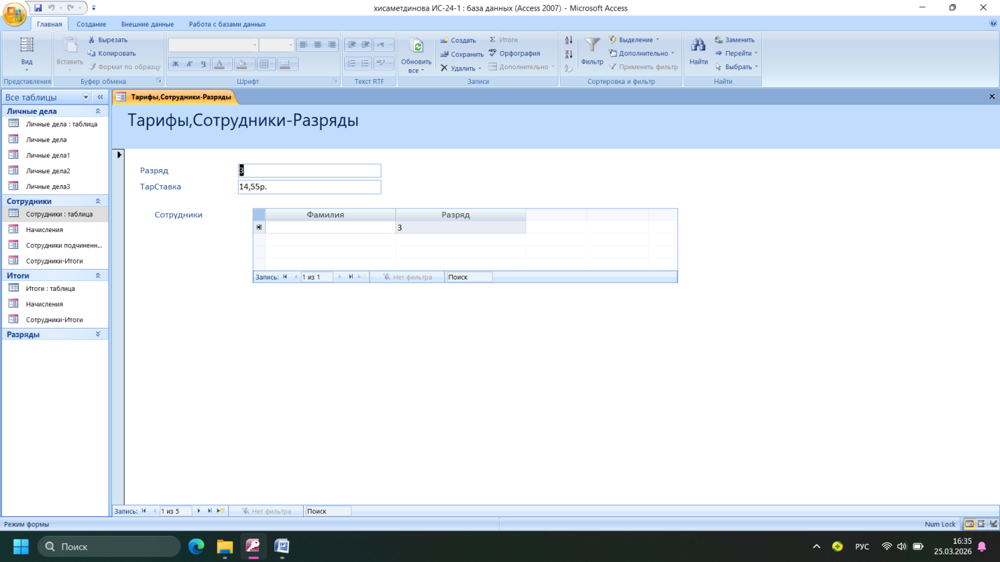 хисаметдинова ИС-24-1 : база данных (Access 2007) - Microsoft Access
Главная Создание Внешние данные Работа с базами данных
Вид
Представления
Вставить
Вырезать
Копировать
Формат по образцу
Буфер обмена
Ж К Ч
Шрифт
Текст RTF
Обновить все
Создать
Сохранить
Удалить
Итоги
Орфография
Дополнительно
Записи
Фильтр
Выделение
Дополнительно
Применить фильтр
Сортировка и фильтр
Найти
Заменить
Перейти
Выбрать
Найти
Все таблицы
Личные дела
Личные дела : таблица
Личные дела
Личные дела1
Личные дела2
Личные дела3
Сотрудники
Сотрудники : таблица
Начисления
Сотрудники подчиненн...
Сотрудники-Итоги
Итоги
Итоги : таблица
Начисления
Сотрудники-Итоги
Разряды
Тарифы,Сотрудники-Разряды
Тарифы,Сотрудники-Разряды
Разряд 3
ТарСтавка 14,55р.
Сотрудники
Фамилия Разряд
3
Запись: 1 из 1 Нет фильтра Поиск
Запись: 1 из 5 Нет фильтра Поиск
Режим формы Num Lock
Поиск
РУС
16:35
25.03.2026